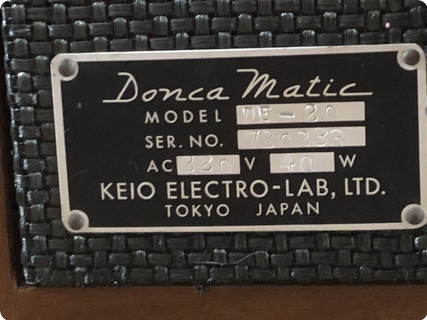 Donca Matic
MODEL DE-20
SER. NO. 730233
AC 220 V 40 W
KEIO ELECTRO-LAB, LTD.
TOKYO JAPAN